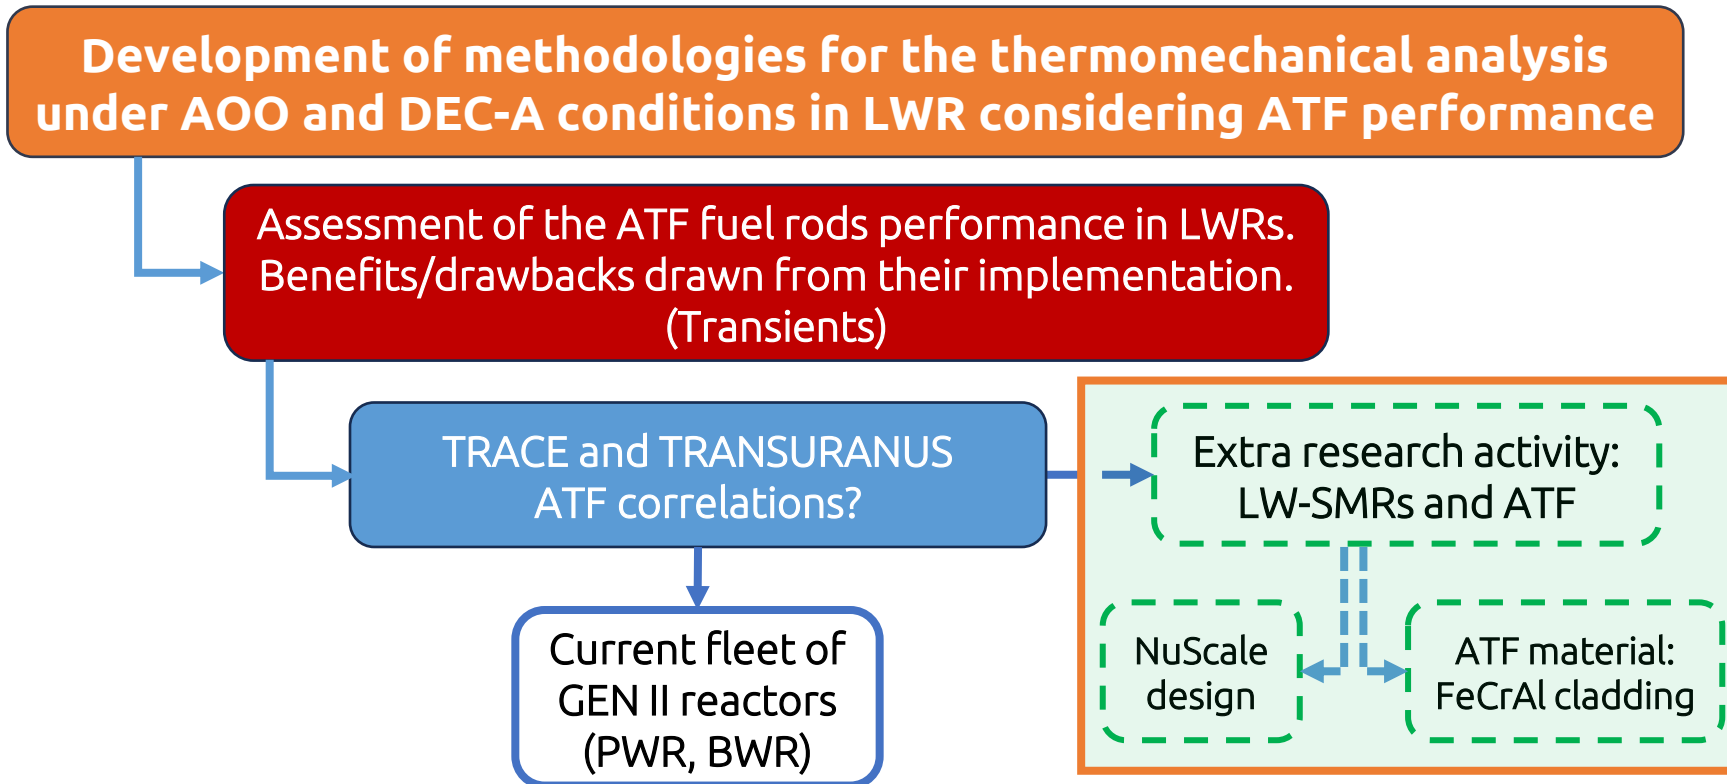 Development of methodologies for the thermomechanical analysis
under AOO and DEC-A conditions in LWR considering ATF performance
Assessment of the ATF fuel rods performance in LWRs.
Benefits/drawbacks drawn from their implementation.
(Transients)
TRACE and TRANSURANUS
ATF correlations?
Extra research activity:
LW-SMRs and ATF
Current fleet of
GEN II reactors
(PWR, BWR)
NuScale
design
ATF material:
FeCrAl cladding